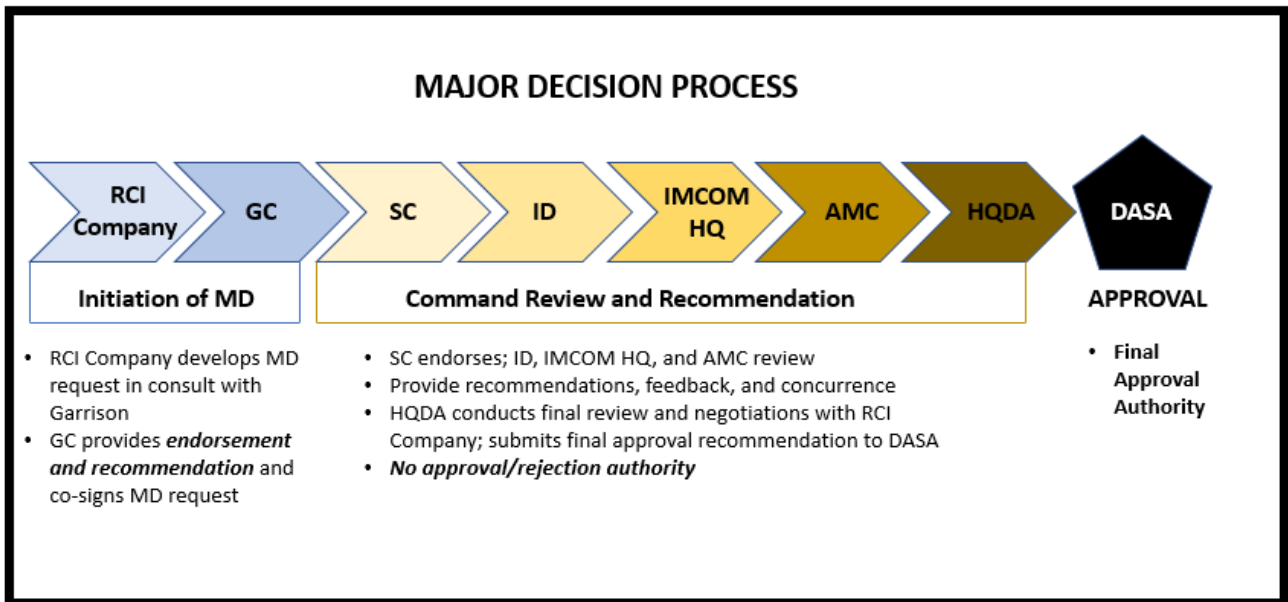 MAJOR DECISION PROCESS
RCI
Company
GC
SC
ID
IMCOM
HQ
AMC
HQDA
DASA
Initiation of MD
Command Review and Recommendation
APPROVAL
• RCI Company develops MD
request in consult with
Garrison
• GC provides endorsement
and recommendation and
co-signs MD request
• SC endorses; ID, IMCOM HQ, and AMC review
• Provide recommendations, feedback, and concurrence
• HQDA conducts final review and negotiations with RCI
Company; submits final approval recommendation to DASA
• No approval/rejection authority
• Final
Approval
Authority